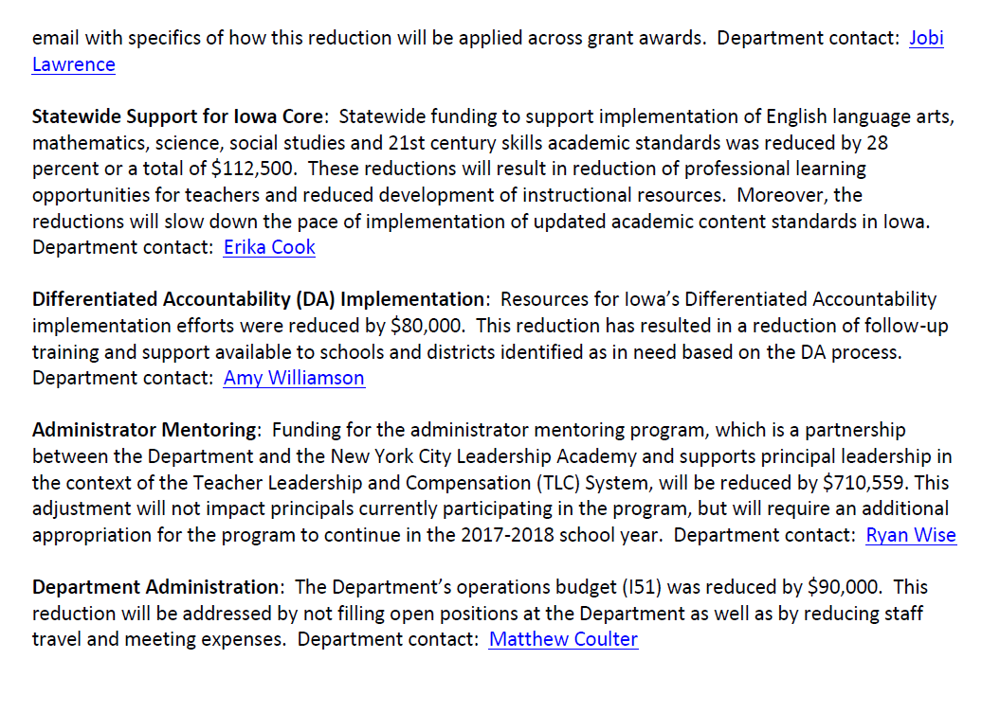 email with specifics of how this reduction will be applied across grant awards.  Department contact:  Jobi
Lawrence
Statewide Support for Iowa Core:  Statewide funding to support implementation of English language arts,
mathematics, science, social studies and 21st century skills academic standards was reduced by 28
percent or a total of $112,500.  These reductions will result in reduction of professional learning
opportunities for teachers and reduced development of instructional resources.  Moreover, the
reductions will slow down the pace of implementation of updated academic content standards in Iowa.
Department contact:  Erika Cook
Differentiated Accountability (DA) Implementation:  Resources for Iowa’s Differentiated Accountability
implementation efforts were reduced by $80,000.  This reduction has resulted in a reduction of follow-up
training and support available to schools and districts identified as in need based on the DA process.
Department contact:  Amy Williamson
Administrator Mentoring:  Funding for the administrator mentoring program, which is a partnership
between the Department and the New York City Leadership Academy and supports principal leadership in
the context of the Teacher Leadership and Compensation (TLC) System, will be reduced by $710,559. This
adjustment will not impact principals currently participating in the program, but will require an additional
appropriation for the program to continue in the 2017-2018 school year.  Department contact:  Ryan Wise
Department Administration:  The Department’s operations budget (I51) was reduced by $90,000.  This
reduction will be addressed by not filling open positions at the Department as well as by reducing staff
travel and meeting expenses.  Department contact:  Matthew Coulter